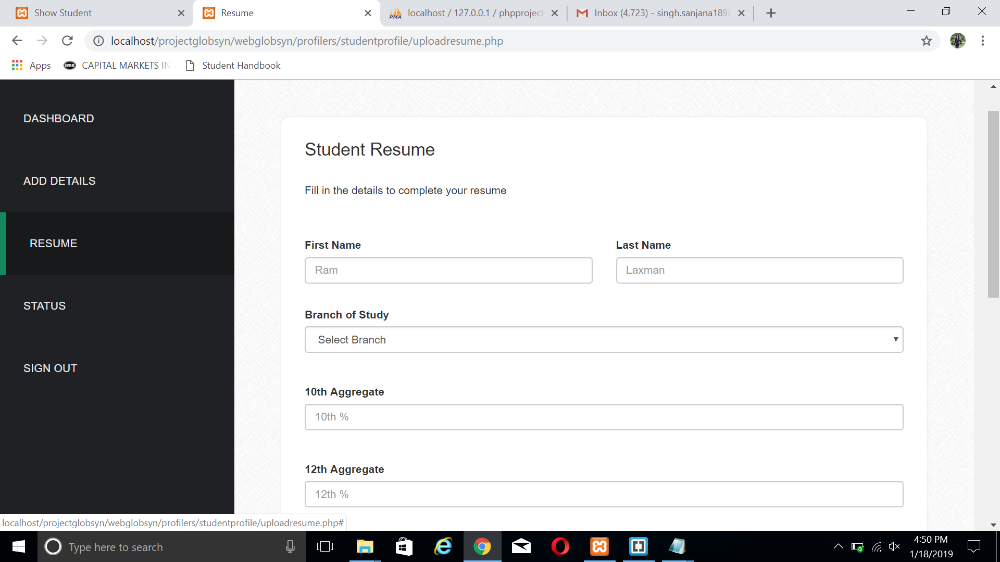 Show Student
Resume
localhost / 127.0.0.1 / phpproject
Inbox (4,723) - singh.sanjana189
localhost/projectglobsyn/webglobsyn/profilers/studentprofile/uploadresume.php
Apps
ims
CAPITAL MARKETS IN
Student Handbook
DASHBOARD
ADD DETAILS
RESUME
STATUS
SIGN OUT
Student Resume
Fill in the details to complete your resume
First Name
Last Name
Ram
Laxman
Branch of Study
Select Branch
10th Aggregate
10th %
12th Aggregate
12th %
localhost/projectglobsyn/webglobsyn/profilers/studentprofile/uploadresume.php#
Type here to search
4:50 PM
1/18/2019
PMA